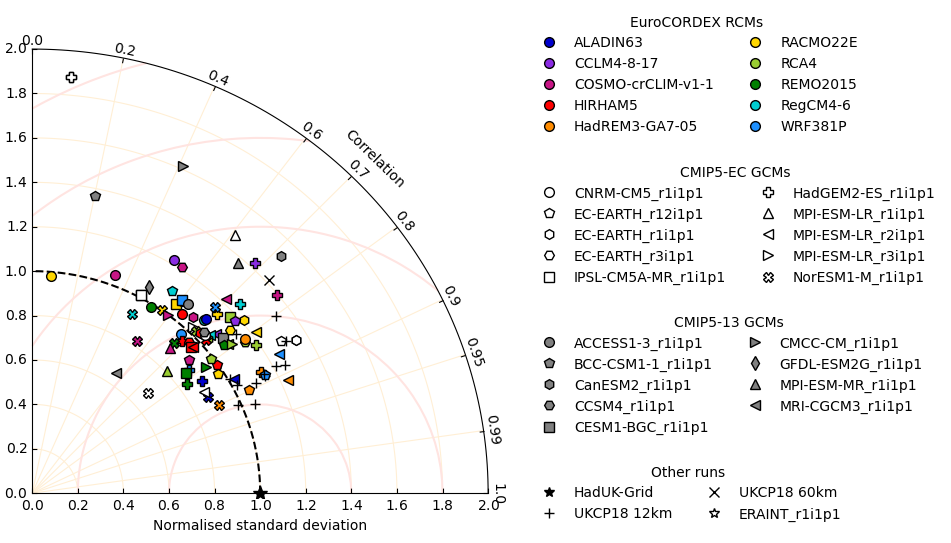 0.0
0.2
0.4
0.6
Correlation
0.7
0.8
0.9
0.95
0.99
1.0
2.0
1.8
1.6
1.4
1.2
1.0
0.8
0.6
0.4
0.2
0.0
0.0 0.2 0.4 0.6 0.8 1.0 1.2 1.4 1.6 1.8 2.0
Normalised standard deviation
EuroCORDEX RCMs
ALADIN63 RACMO22E
CCLM4-8-17 RCA4
COSMO-crCLIM-v1-1 REMO2015
HIRHAM5 RegCM4-6
HadREM3-GA7-05 WRF381P
CMIP5-EC GCMs
CNRM-CM5_r1i1p1 HadGEM2-ES_r1i1p1
EC-EARTH_r12i1p1 MPI-ESM-LR_r1i1p1
EC-EARTH_r1i1p1 MPI-ESM-LR_r2i1p1
EC-EARTH_r3i1p1 MPI-ESM-LR_r3i1p1
IPSL-CM5A-MR_r1i1p1 NorESM1-M_r1i1p1
CMIP5-13 GCMs
ACCESS1-3_r1i1p1 CMCC-CM_r1i1p1
BCC-CSM1-1_r1i1p1 GFDL-ESM2G_r1i1p1
CanESM2_r1i1p1 MPI-ESM-MR_r1i1p1
CCSM4_r1i1p1 MRI-CGCM3_r1i1p1
CESM1-BGC_r1i1p1
Other runs
HadUK-Grid UKCP18 60km
UKCP18 12km ERAINT_r1i1p1